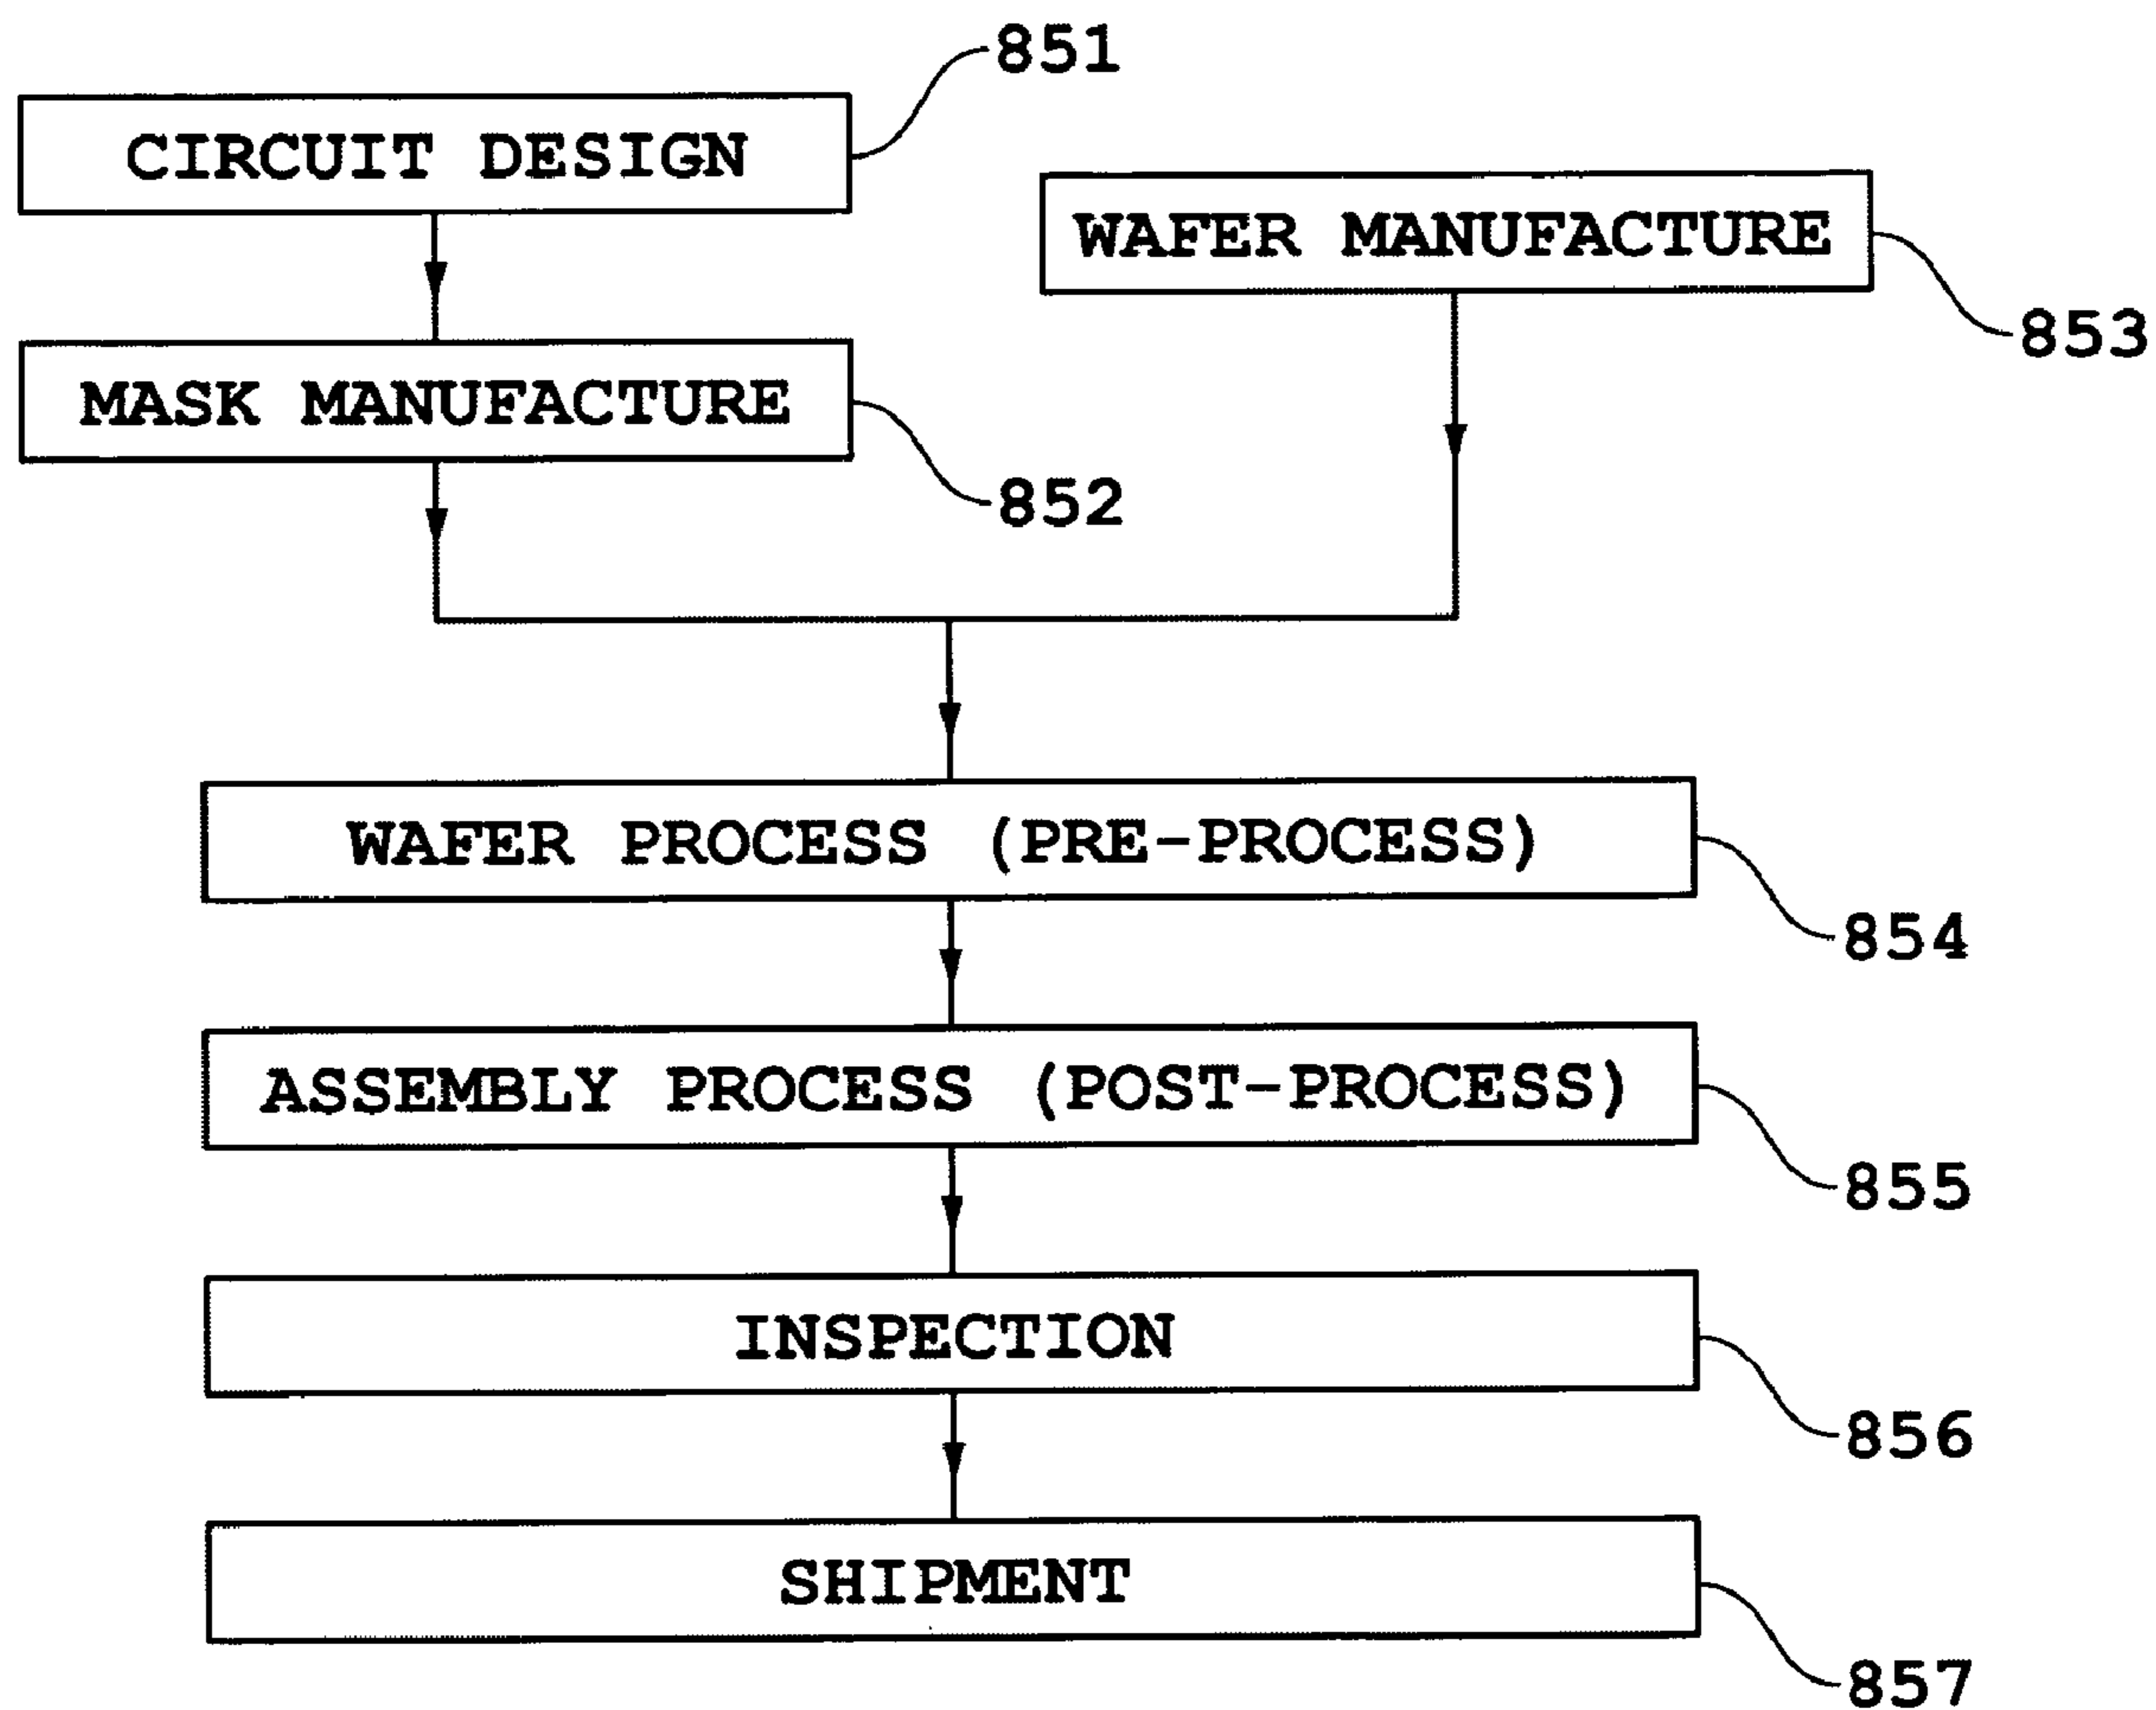 851
CIRCUIT DESIGN
WAFER MANUFACTURE
853
MASK MANUFACTURE
852
WAFER PROCESS (PRE-PROCESS)
854
ASSEMBLY PROCESS (POST-PROCESS)
855
INSPECTION
856
SHIPMENT
857